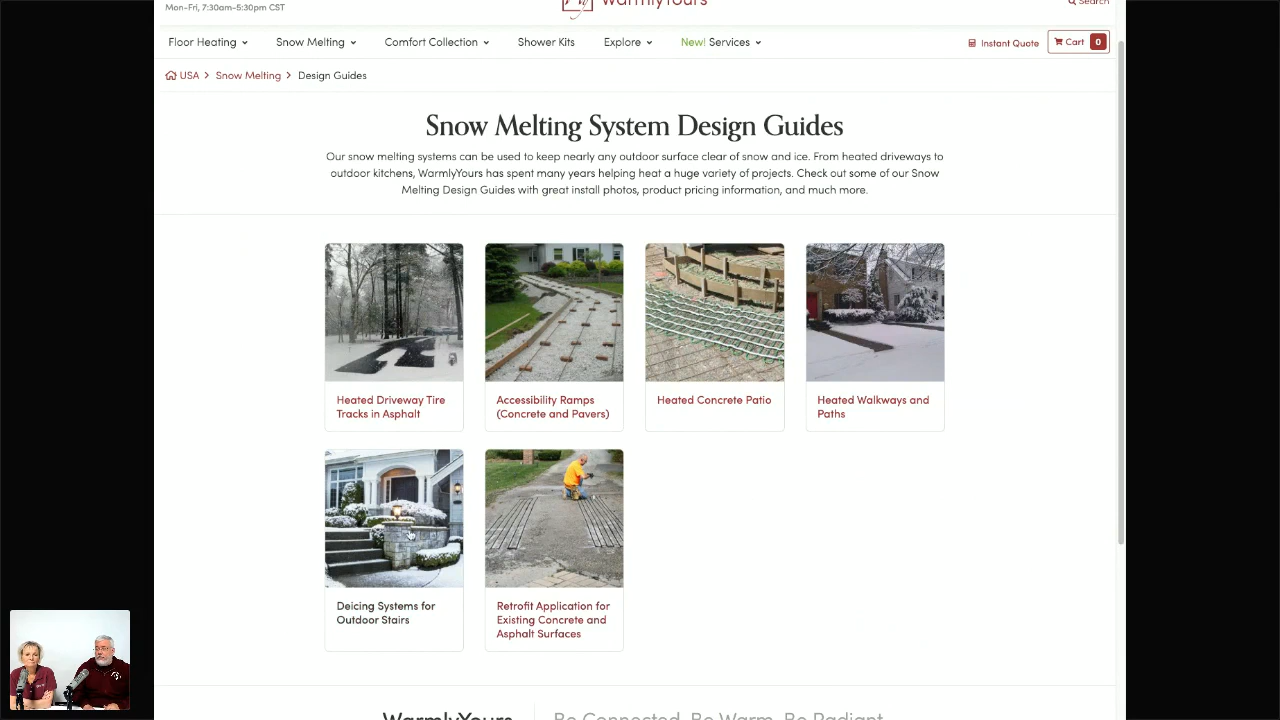 Mon-Fri, 7:30am-5:30pm CST
WarmlyYours
Search
Floor Heating
Snow Melting
Comfort Collection
Shower Kits
Explore
New! Services
Instant Quote
Cart 0
USA > Snow Melting > Design Guides
Snow Melting System Design Guides
Our snow melting systems can be used to keep nearly any outdoor surface clear of snow and ice. From heated driveways to
outdoor kitchens, WarmlyYours has spent many years helping heat a huge variety of projects. Check out some of our Snow
Melting Design Guides with great install photos, product pricing information, and much more.
Heated Driveway Tire
Tracks in Asphalt
Accessibility Ramps
(Concrete and Pavers)
Heated Concrete Patio
Heated Walkways and
Paths
Deicing Systems for
Outdoor Stairs
Retrofit Application for
Existing Concrete and
Asphalt Surfaces
WarmlyYours
Be Connected. Be Warm. Be Radiant.